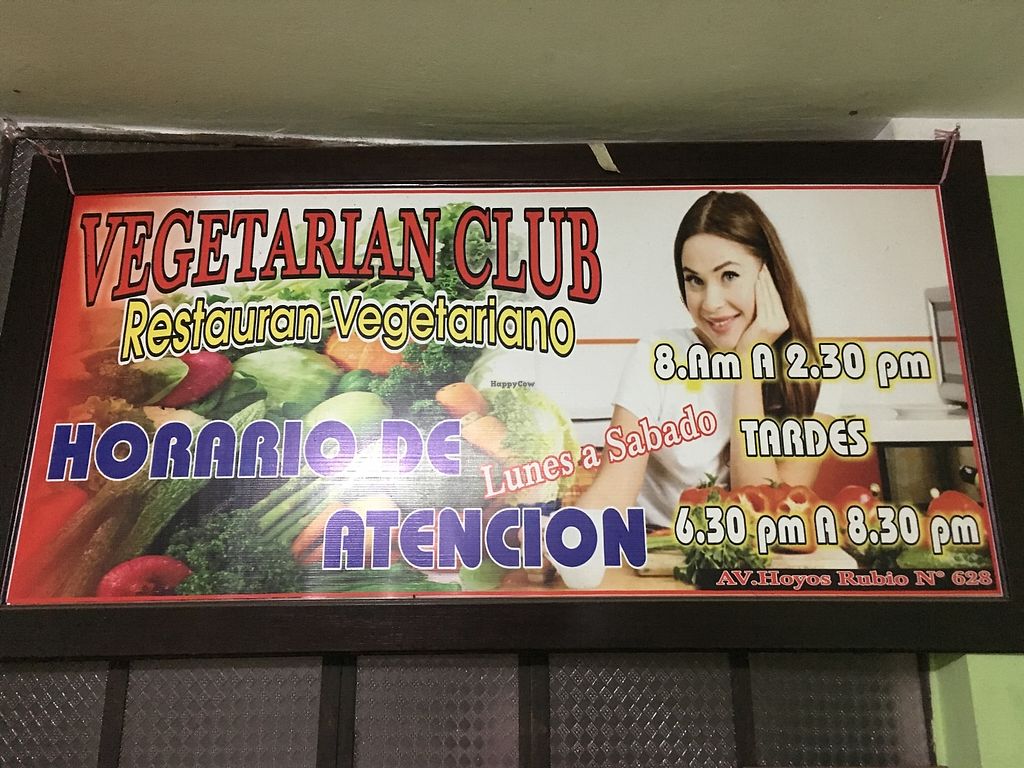 VEGETARIAN CLUB
Restauran Vegetariano
HORARIO DE
ATENCION
Lunes a Sabado
8.Am A 2.30 pm
TARDES
6.30 pm A 8.30 pm
AV.Hoyos Rubio N° 628
HappyCow